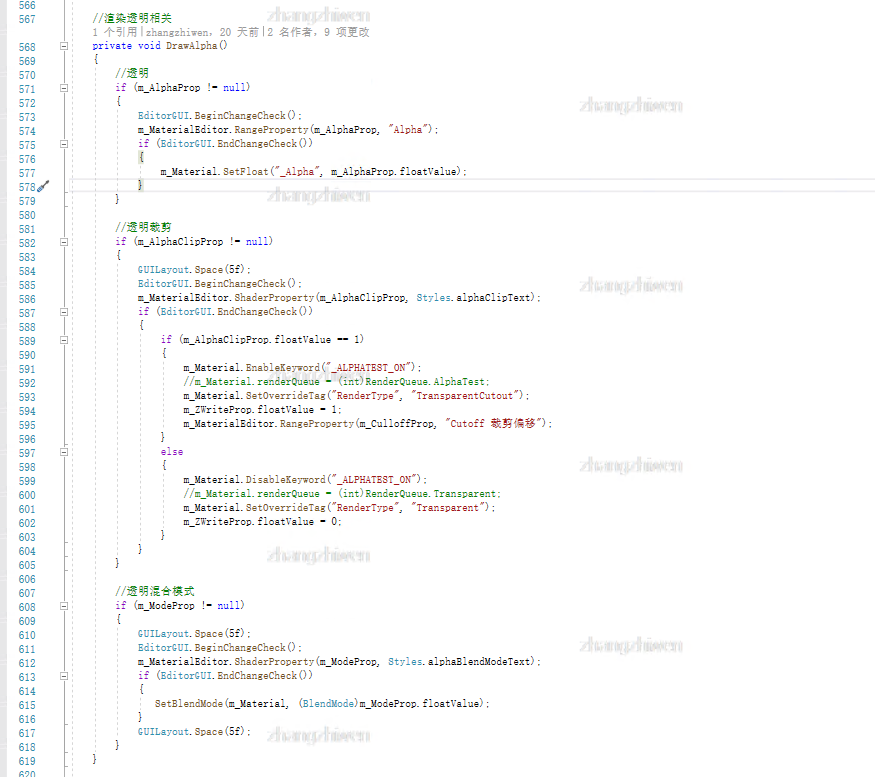 566
567 //渲染透明相关
1 个引用|zhangzhiwen, 20 天前|2 名作者, 9 项更改
568 private void DrawAlpha()
569 {
570 //透明
571 if (m_AlphaProp != null)
572 {
573 EditorGUI.BeginChangeCheck();
574 m_MaterialEditor.RangeProperty(m_AlphaProp, "Alpha");
575 if (EditorGUI.EndChangeCheck())
576 {
577 m_Material.SetFloat("_Alpha", m_AlphaProp.floatValue);
578 }
579 }
580
581 //透明裁剪
582 if (m_AlphaClipProp != null)
583 {
584 GUILayout.Space(5f);
585 EditorGUI.BeginChangeCheck();
586 m_MaterialEditor.ShaderProperty(m_AlphaClipProp, Styles.alphaClipText);
587 if (EditorGUI.EndChangeCheck())
588 {
589 if (m_AlphaClipProp.floatValue == 1)
590 {
591 m_Material.EnableKeyword("_ALPHATEST_ON");
592 //m_Material.renderQueue = (int)RenderQueue.AlphaTest;
593 m_Material.SetOverrideTag("RenderType", "TransparentCutout");
594 m_ZWriteProp.floatValue = 1;
595 m_MaterialEditor.RangeProperty(m_CulloffProp, "Cutoff 裁剪偏移");
596 }
597 else
598 {
599 m_Material.DisableKeyword("_ALPHATEST_ON");
600 //m_Material.renderQueue = (int)RenderQueue.Transparent;
601 m_Material.SetOverrideTag("RenderType", "Transparent");
602 m_ZWriteProp.floatValue = 0;
603 }
604 }
605 }
606
607 //透明混合模式
608 if (m_ModeProp != null)
609 {
610 GUILayout.Space(5f);
611 EditorGUI.BeginChangeCheck();
612 m_MaterialEditor.ShaderProperty(m_ModeProp, Styles.alphaBlendModeText);
613 if (EditorGUI.EndChangeCheck())
614 {
615 SetBlendMode(m_Material, (BlendMode)m_ModeProp.floatValue);
616 }
617 GUILayout.Space(5f);
618 }
619 }
620
zhangzhiwen
zhangzhiwen
zhangzhiwen
zhangzhiwen
zhangzhiwen
zhangzhiwen
zhangzhiwen
zhangzhiwen
zhangzhiwen